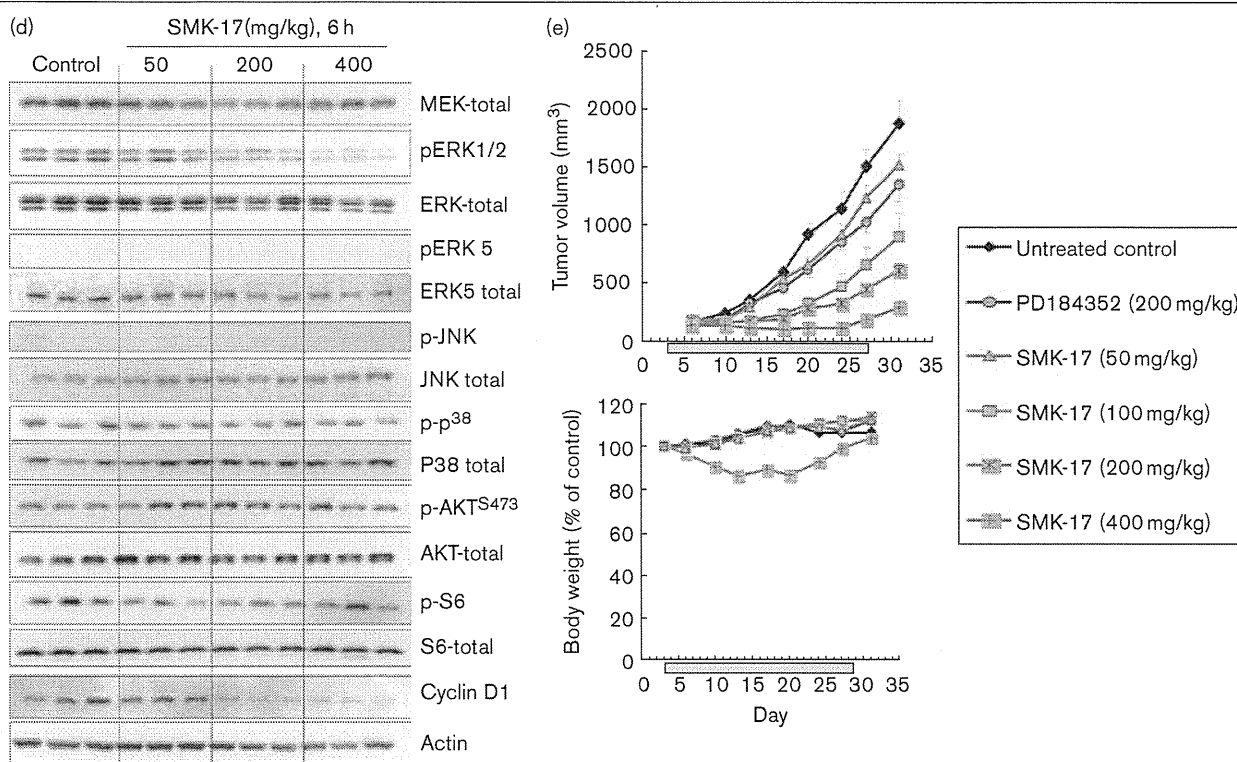 (d)
SMK-17(mg/kg), 6 h
Control 50 200 400
MEK-total
pERK1/2
ERK-total
pERK 5
ERK5 total
p-JNK
JNK total
p-p38
P38 total
p-AKTS473
AKT-total
p-S6
S6-total
Cyclin D1
Actin
(e)
Tumor volume (mm3)
2500
2000
1500
1000
500
0
0 5 10 15 20 25 30 35
Body weight (% of control)
120
100
80
60
40
20
0
0 5 10 15 20 25 30 35
Day
Untreated control
PD184352 (200 mg/kg)
SMK-17 (50 mg/kg)
SMK-17 (100 mg/kg)
SMK-17 (200 mg/kg)
SMK-17 (400 mg/kg)